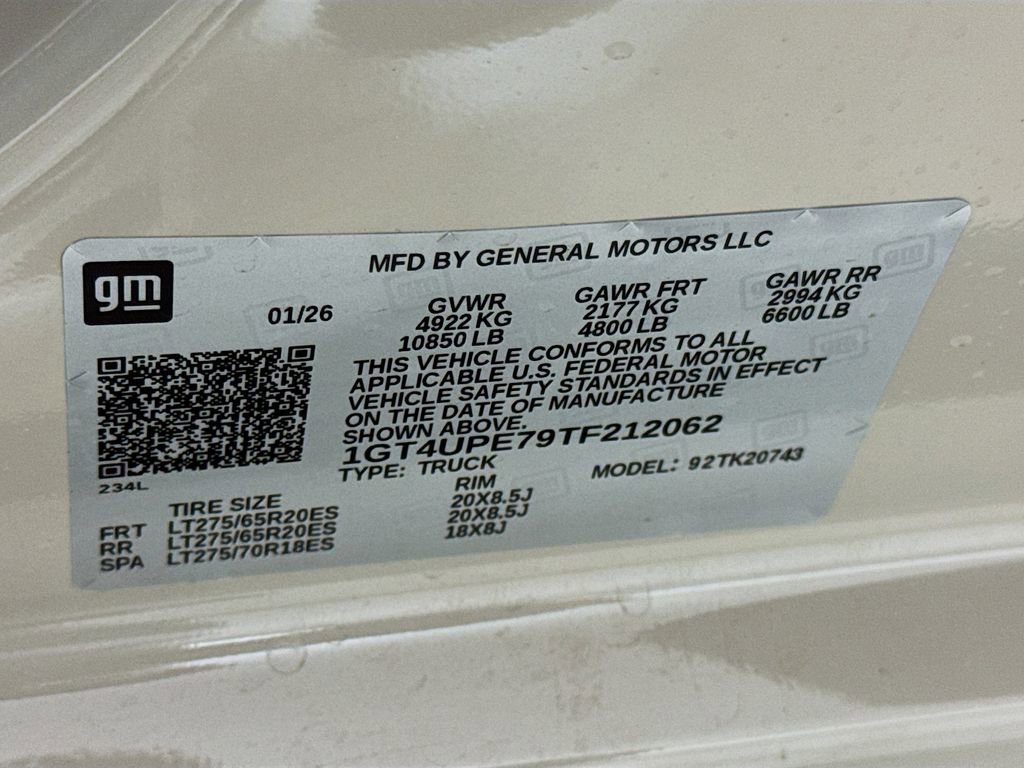 gm
MFD BY GENERAL MOTORS LLC
01/26
GVWR
4922 KG
10850 LB
GAWR FRT
2177 KG
4800 LB
GAWR RR
2994 KG
6600 LB
THIS VEHICLE CONFORMS TO ALL
APPLICABLE U.S. FEDERAL MOTOR
VEHICLE SAFETY STANDARDS IN EFFECT
ON THE DATE OF MANUFACTURE
SHOWN ABOVE.
1GT4UPE79TF212062
TYPE: TRUCK
MODEL: 92TK20743
234L
TIRE SIZE RIM
FRT LT275/65R20ES 20X8.5J
RR LT275/65R20ES 20X8.5J
SPA LT275/70R18ES 18X8J